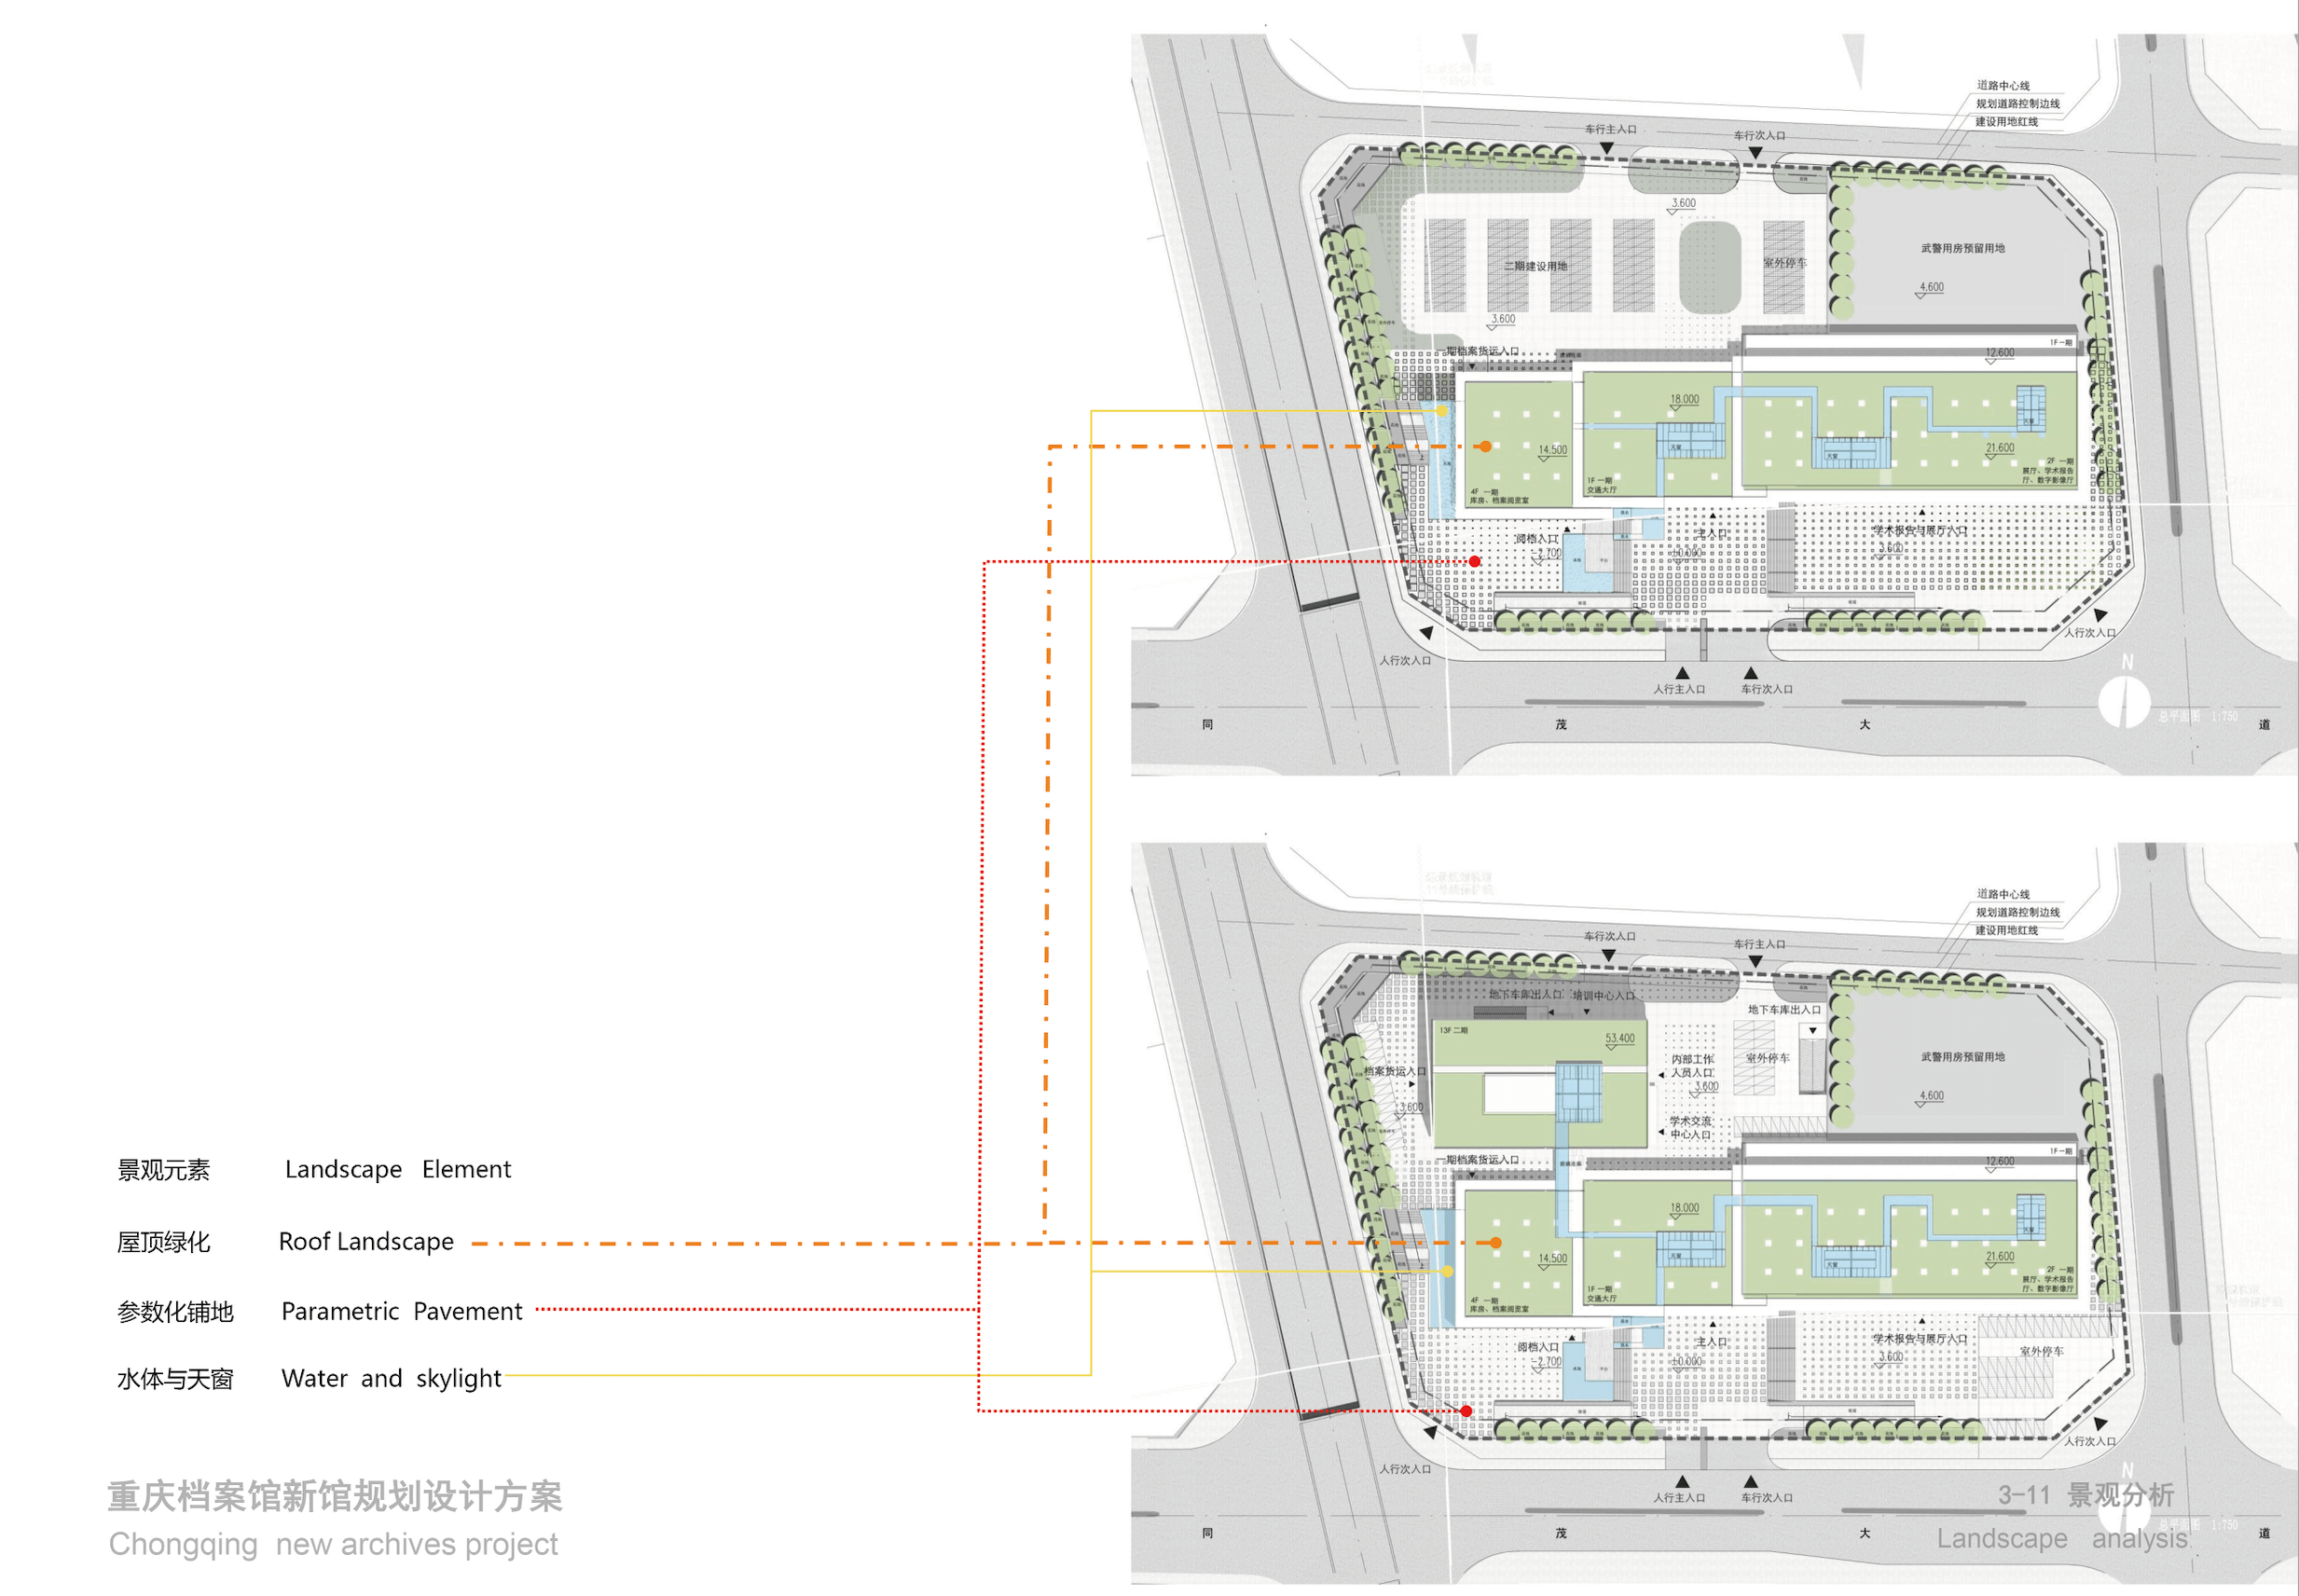 道路中心线
规划道路控制边线
建设用地红线
车行主入口
车行次入口
3.600
二期建设用地
室外停车
武警用房预留用地
4.600
3.600
一期档案货运入口
1F一期
12.600
18.000
14.500
天窗
天窗
天窗
21.600
4F 一期
库房、档案阅览室
1F 一期
交通大厅
2F 一期
展厅、学术报告
厅、数字影像厅
上
阅档入口
-2.700
主入口
±0.000
学术报告与展厅入口
3.600
人行次入口
人行次入口
人行主入口
车行次入口
N
总平面图 1:750
同 茂 大 道
道路中心线
规划道路控制边线
建设用地红线
车行次入口
车行主入口
地下车库出入口
培训中心入口
地下车库出入口
13F 二期
53.400
内部工作
人员入口
3.600
室外停车
武警用房预留用地
4.600
档案货运入口
3.600
学术交流
中心入口
一期档案货运入口
1F一期
12.600
18.000
14.500
天窗
天窗
天窗
21.600
4F 一期
库房、档案阅览室
1F 一期
交通大厅
2F 一期
展厅、学术报告
厅、数字影像厅
上
阅档入口
-2.700
主入口
±0.000
学术报告与展厅入口
3.600
室外停车
人行次入口
人行次入口
人行主入口
车行次入口
N
总平面图 1:750
同 茂 大 道
景观元素 Landscape Element
屋顶绿化 Roof Landscape
参数化铺地 Parametric Pavement
水体与天窗 Water and skylight
重庆档案馆新馆规划设计方案
Chongqing new archives project
3-11 景观分析
Landscape analysis